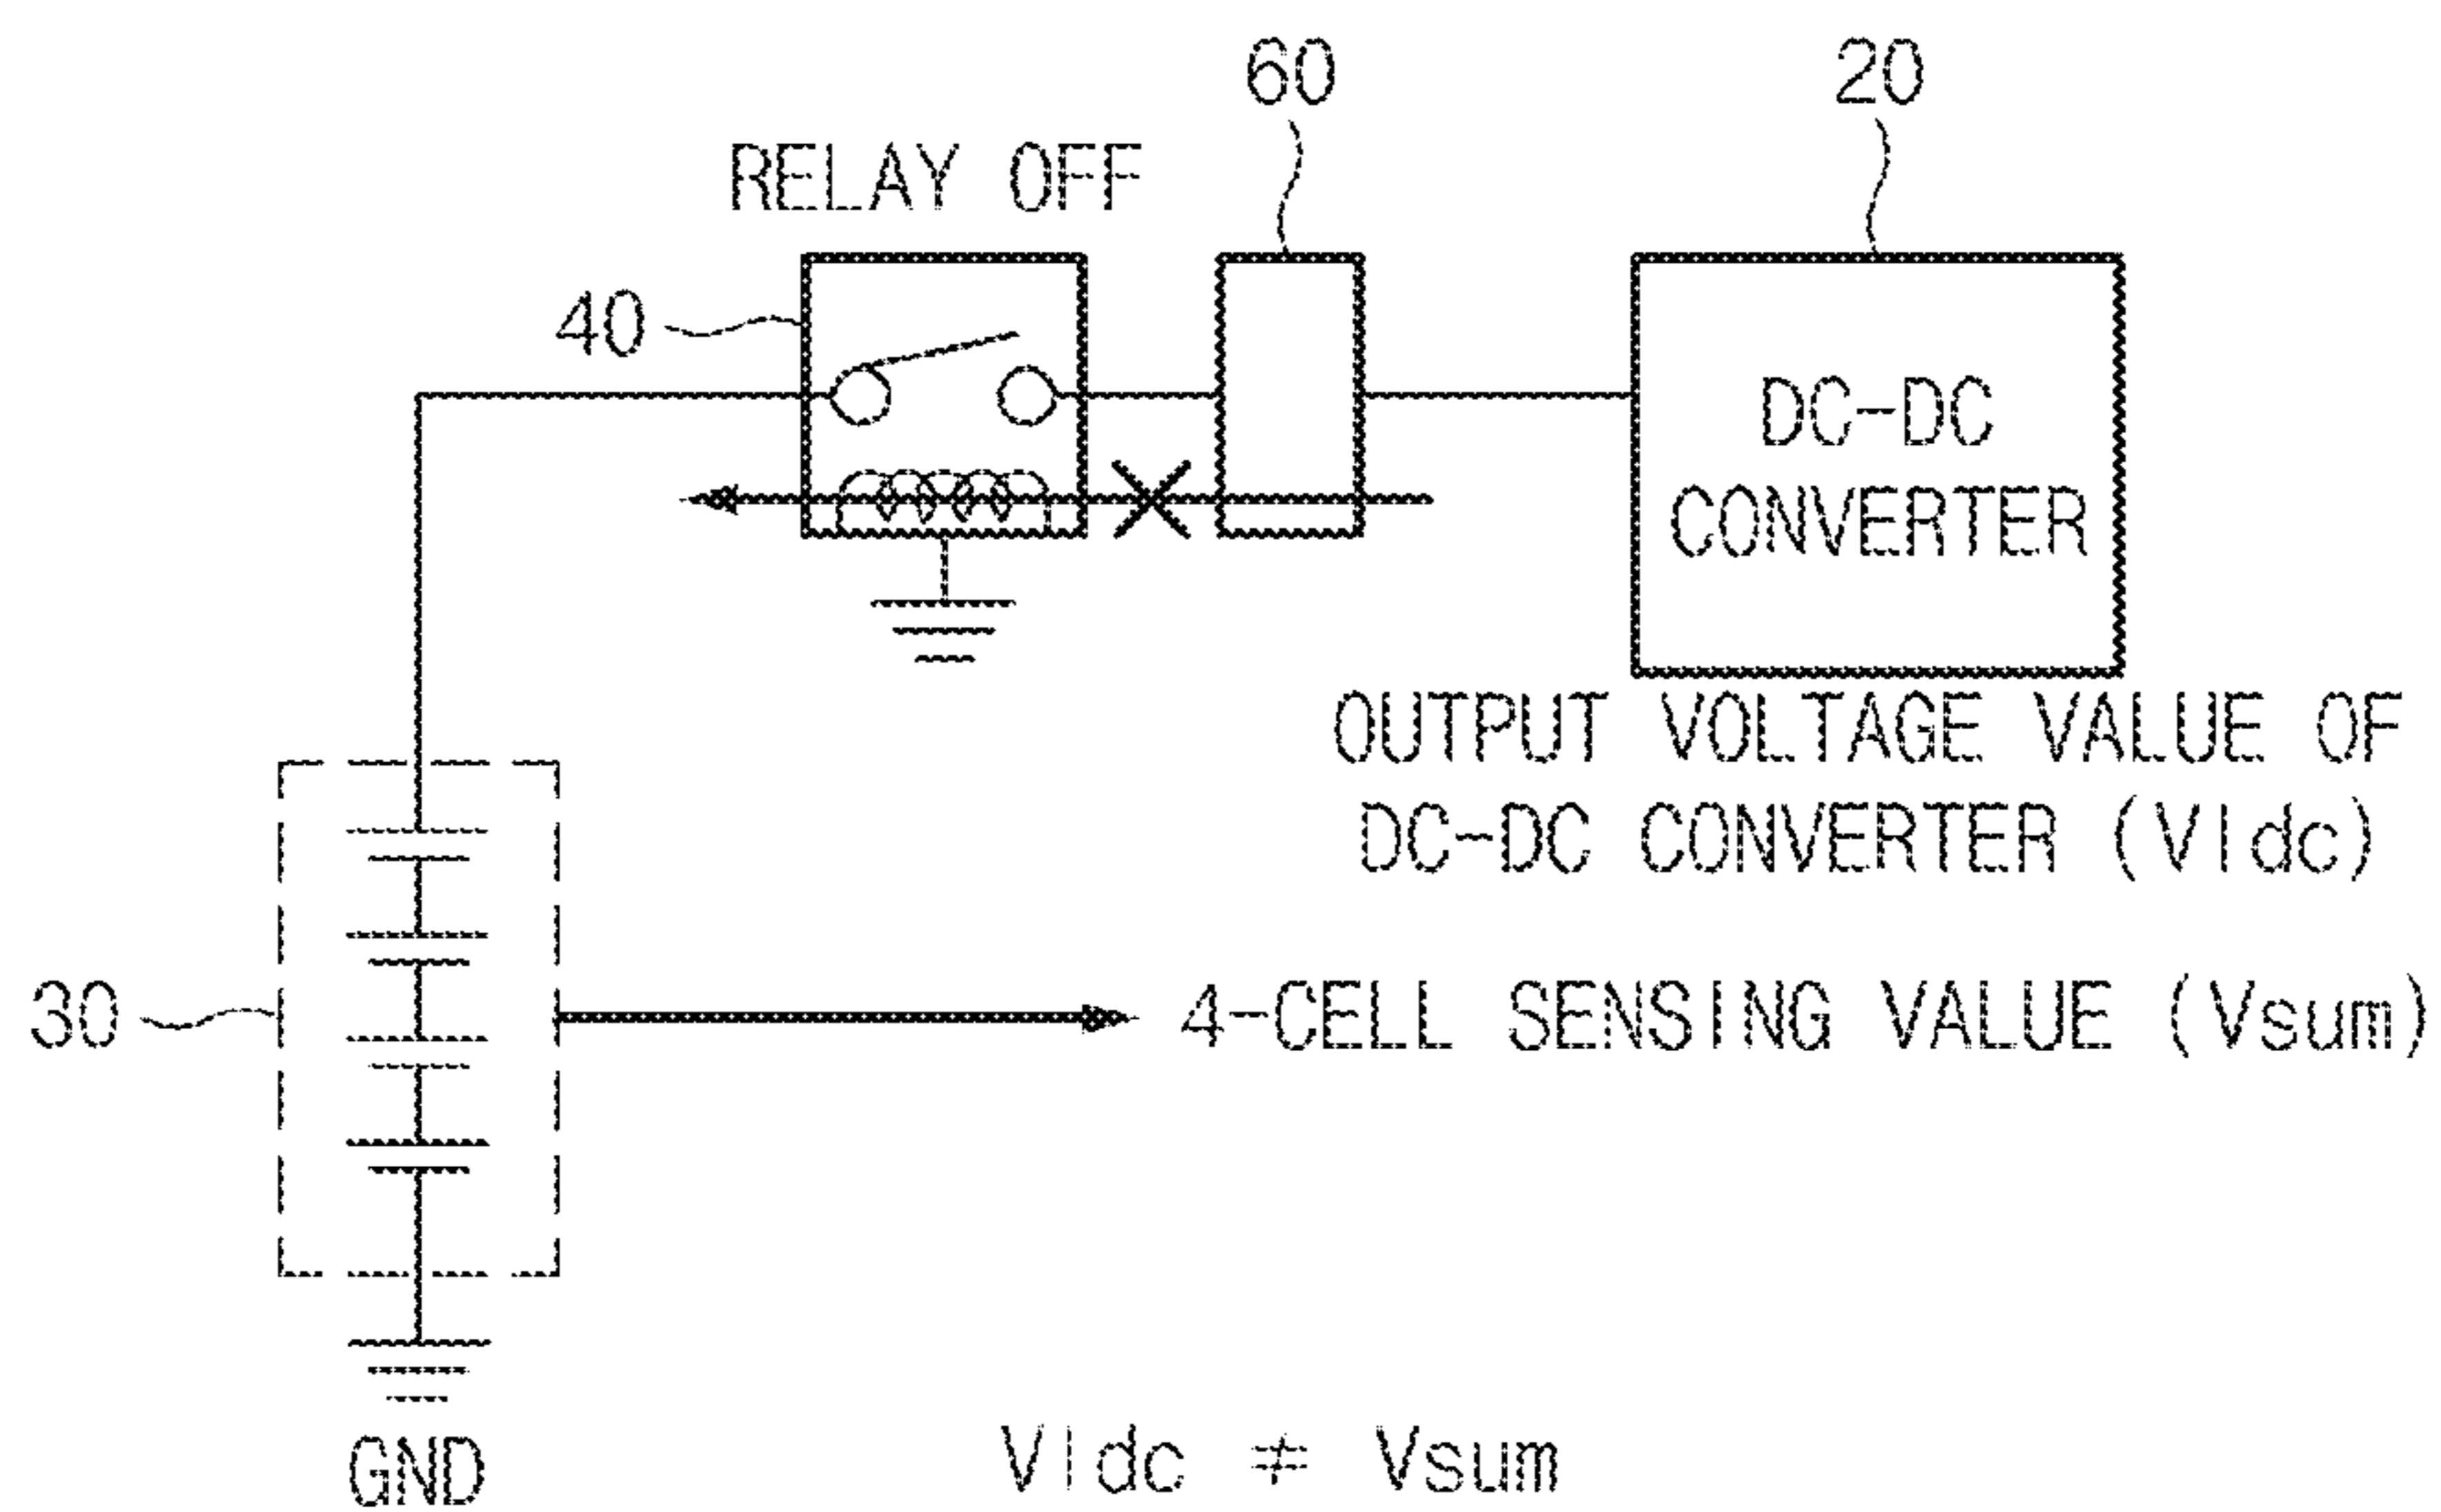 60
20
RELAY OFF
40
DC-DC
CONVERTER
OUTPUT VOLTAGE VALUE OF
DC-DC CONVERTER (Vldc)
30
4-CELL SENSING VALUE (Vsum)
GND
Vldc ≠ Vsum